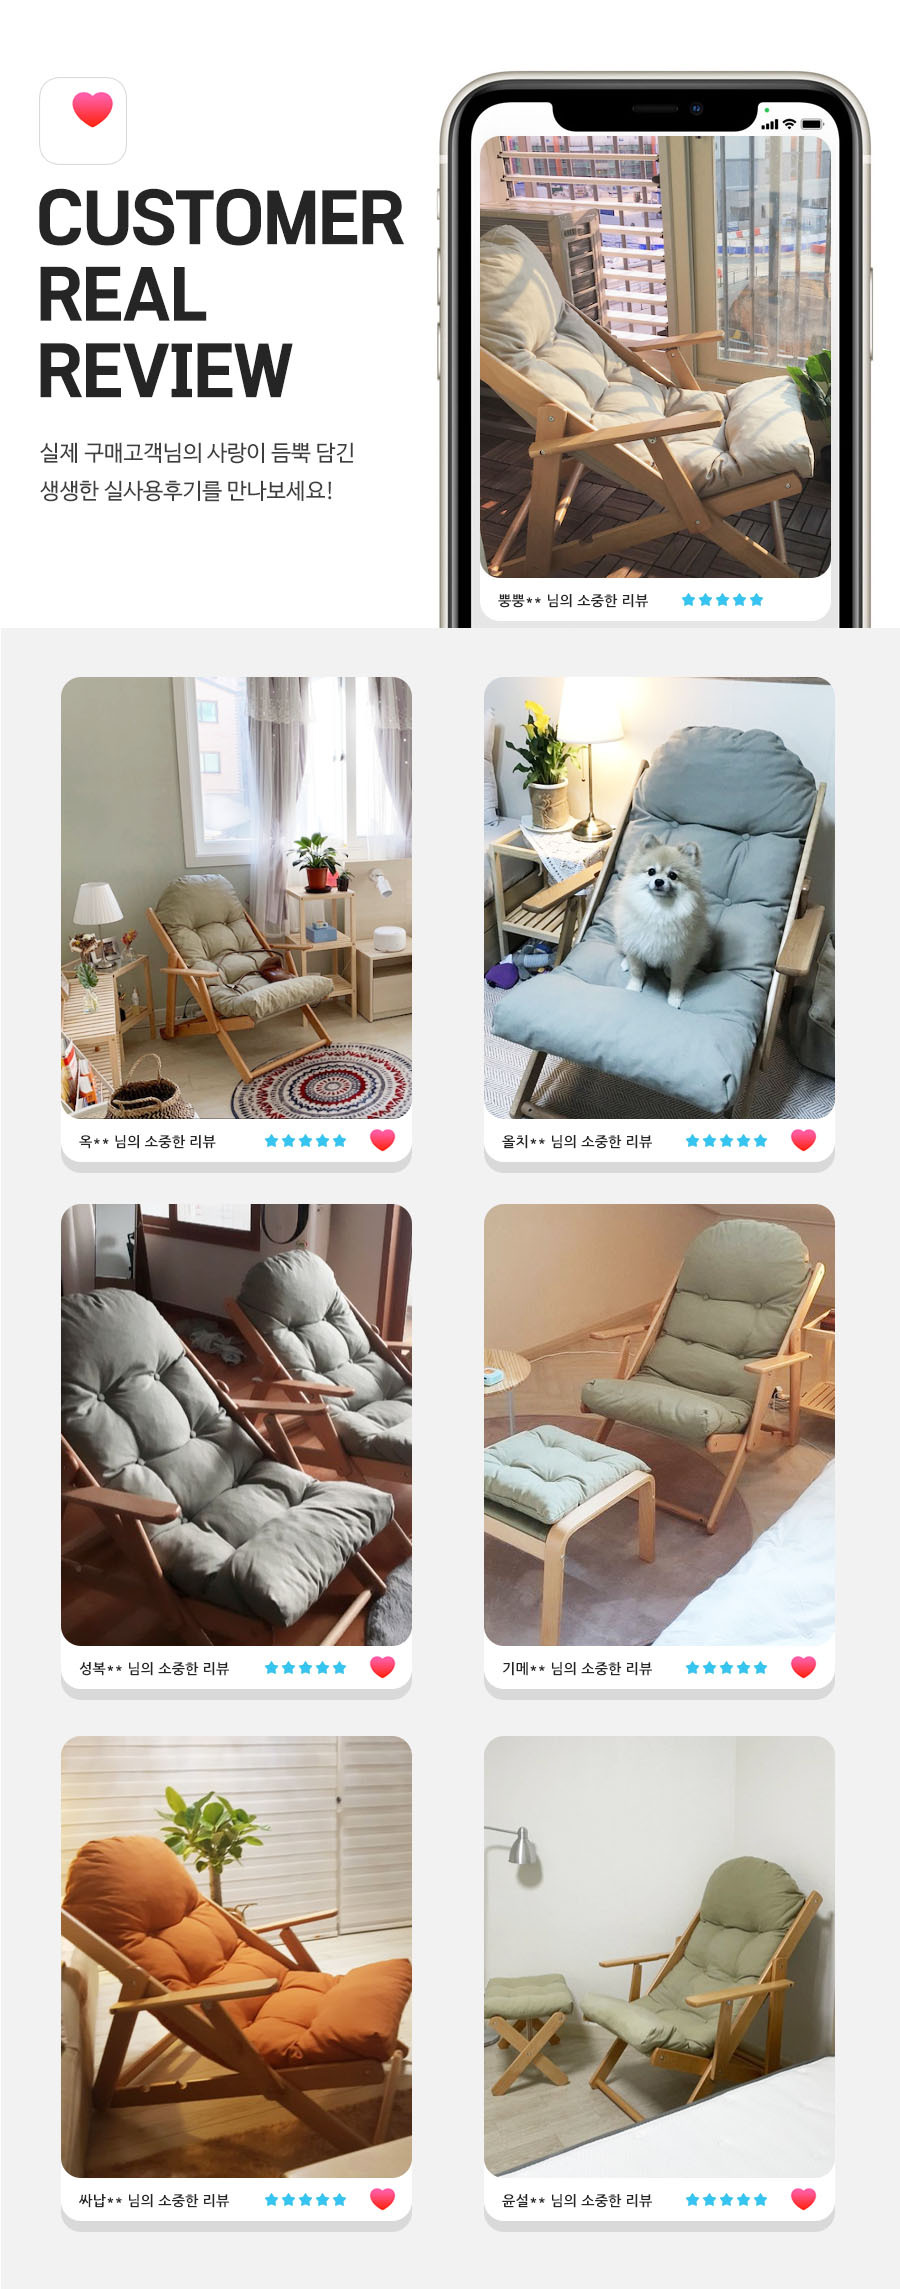 CUSTOMER
REAL
REVIEW
실제 구매고객님의 사랑이 듬뿍 담긴
생생한 실사용후기를 만나보세요!
뿡뿡** 님의 소중한 리뷰
옥** 님의 소중한 리뷰
올치** 님의 소중한 리뷰
성복** 님의 소중한 리뷰
기메** 님의 소중한 리뷰
싸납** 님의 소중한 리뷰
윤설** 님의 소중한 리뷰